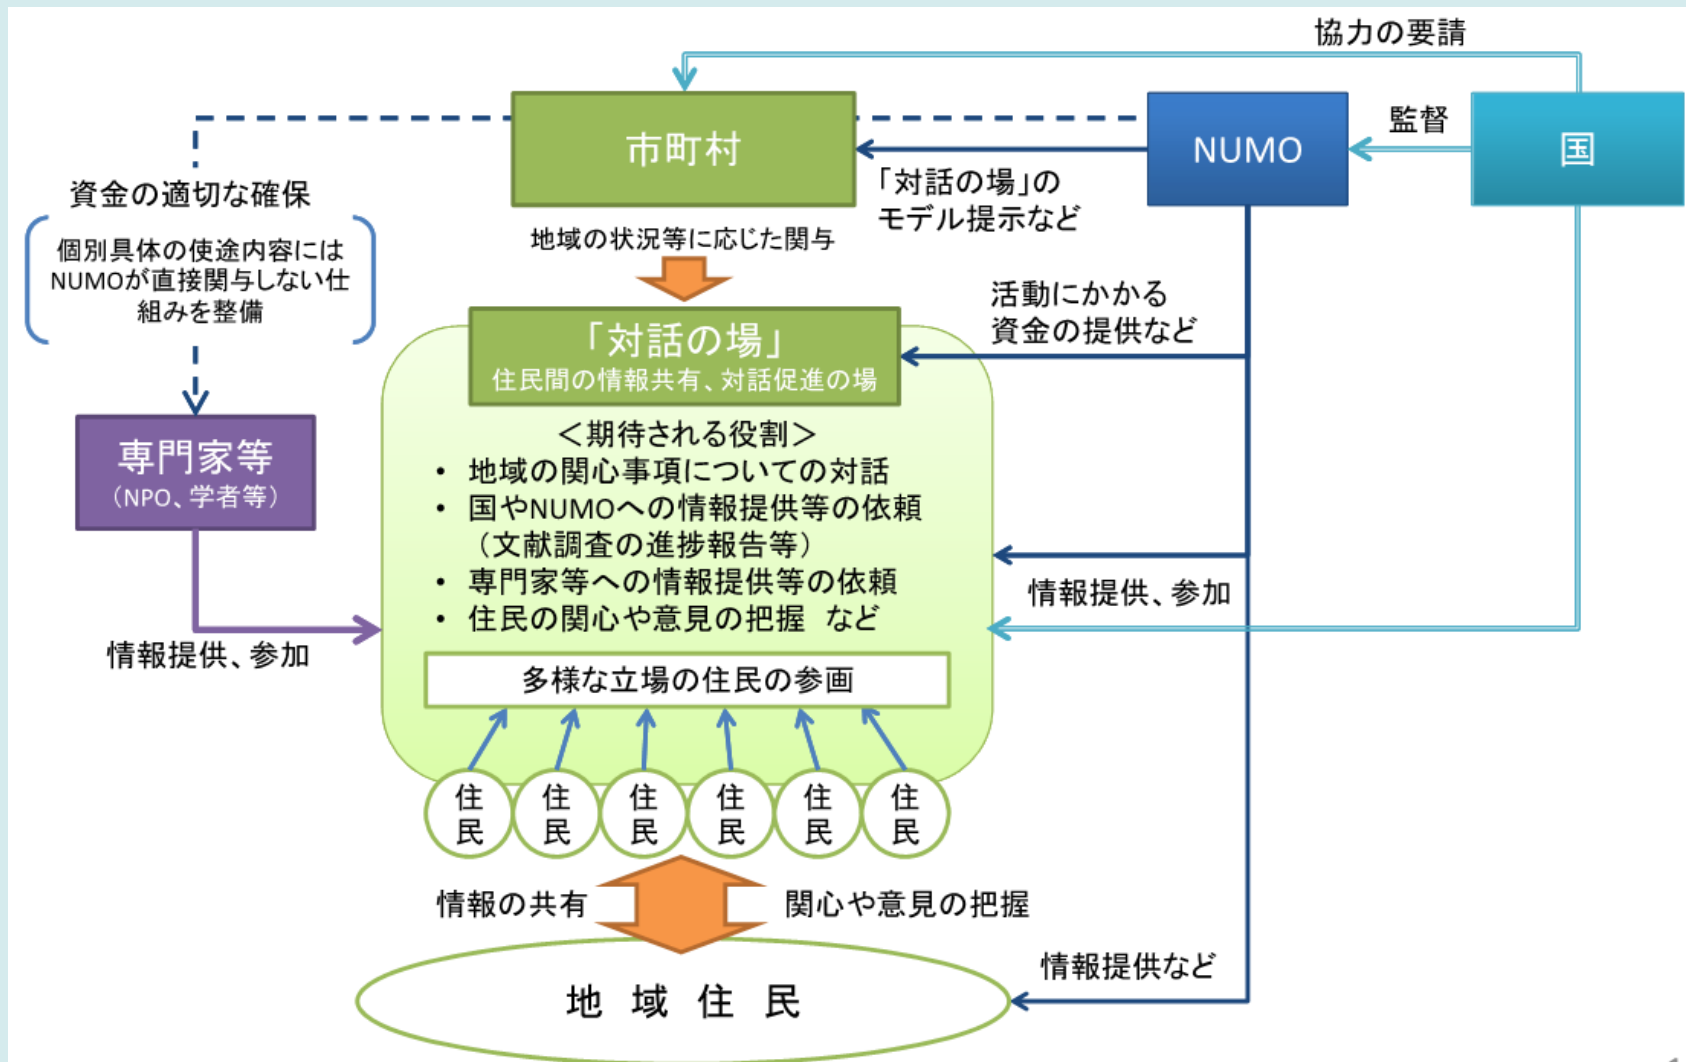 協力の要請
市町村
NUMO
監督
国
「対話の場」の
モデル提示など
資金の適切な確保
個別具体の使途内容には
NUMOが直接関与しない仕
組みを整備
地域の状況等に応じた関与
活動にかかる
資金の提供など
「対話の場」
住民間の情報共有、対話促進の場
専門家等
（NPO、学者等）
＜期待される役割＞
・ 地域の関心事項についての対話
・ 国やNUMOへの情報提供等の依頼
（文献調査の進捗報告等）
・ 専門家等への情報提供等の依頼
・ 住民の関心や意見の把握 など
情報提供、参加
情報提供、参加
多様な立場の住民の参画
住民
住民
住民
住民
住民
住民
情報の共有
関心や意見の把握
情報提供など
地 域 住 民